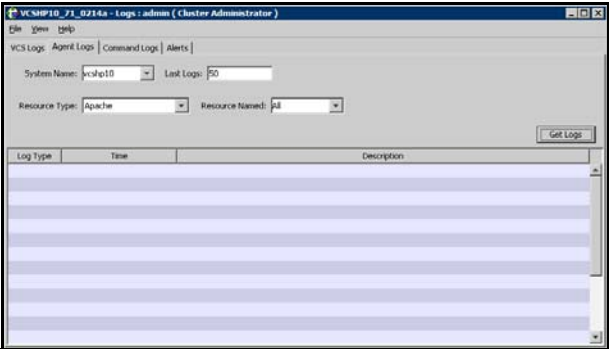 VCSHP10_71_0214a - Logs : admin ( Cluster Administrator )
File View Help
VCS Logs Agent Logs Command Logs Alerts
System Name: vcshp10 Last Logs: 50
Resource Type: Apache Resource Named: All
Get Logs
Log Type Time Description